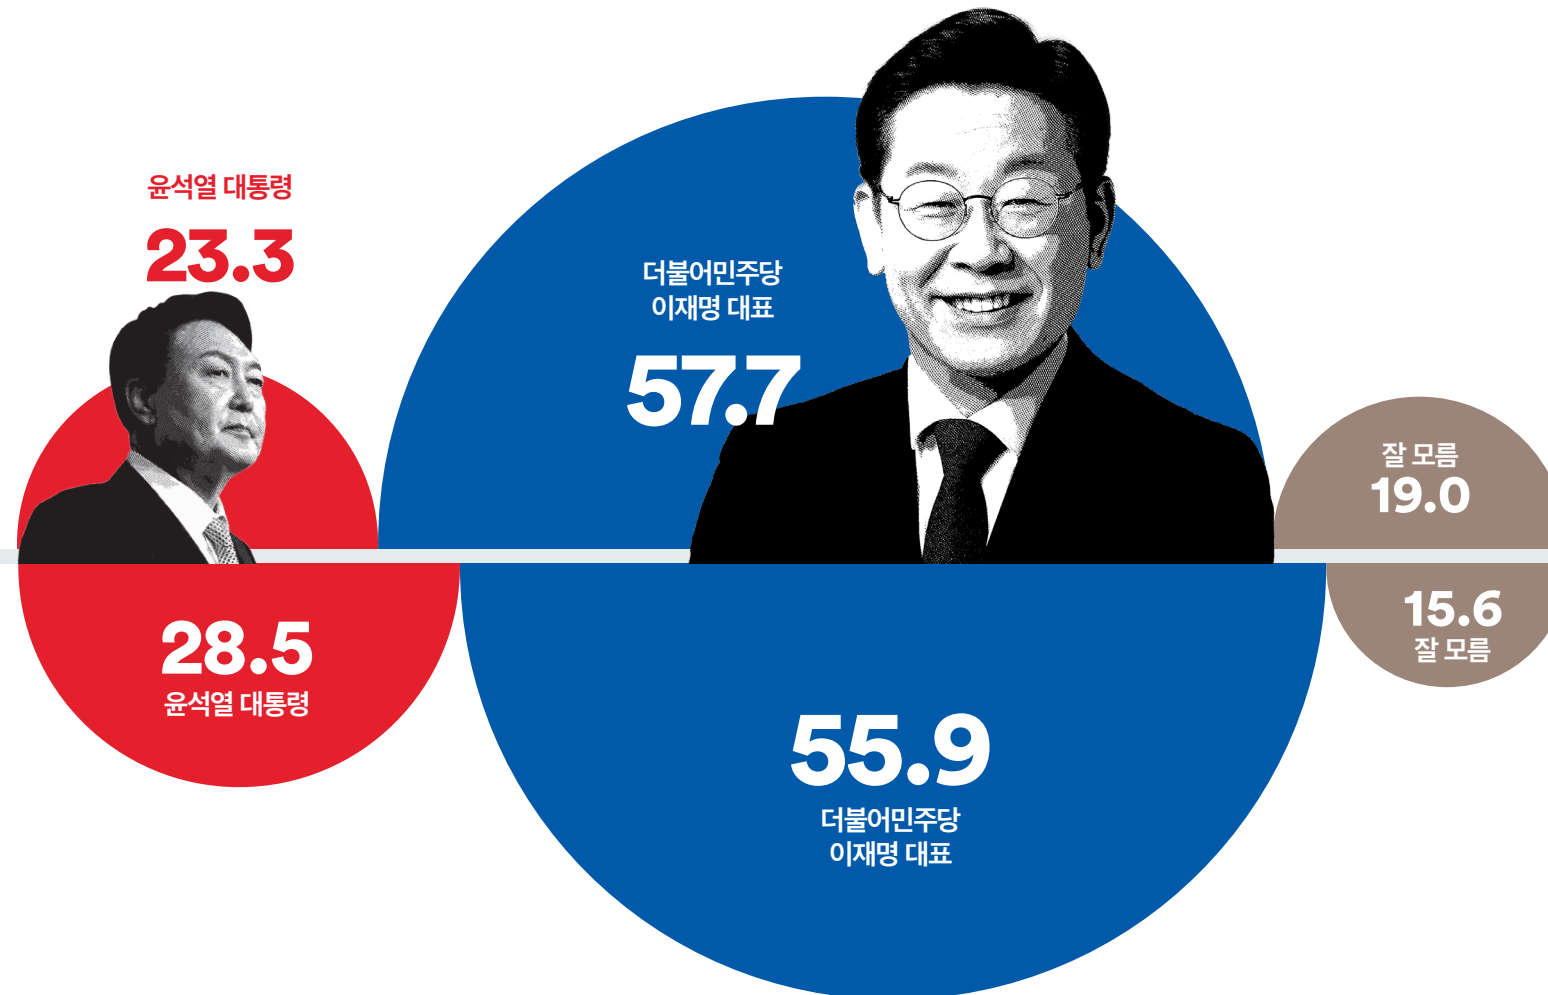 윤석열 대통령
23.3
더불어민주당
이재명 대표
57.7
잘 모름
19.0
28.5
윤석열 대통령
55.9
더불어민주당
이재명 대표
15.6
잘 모름